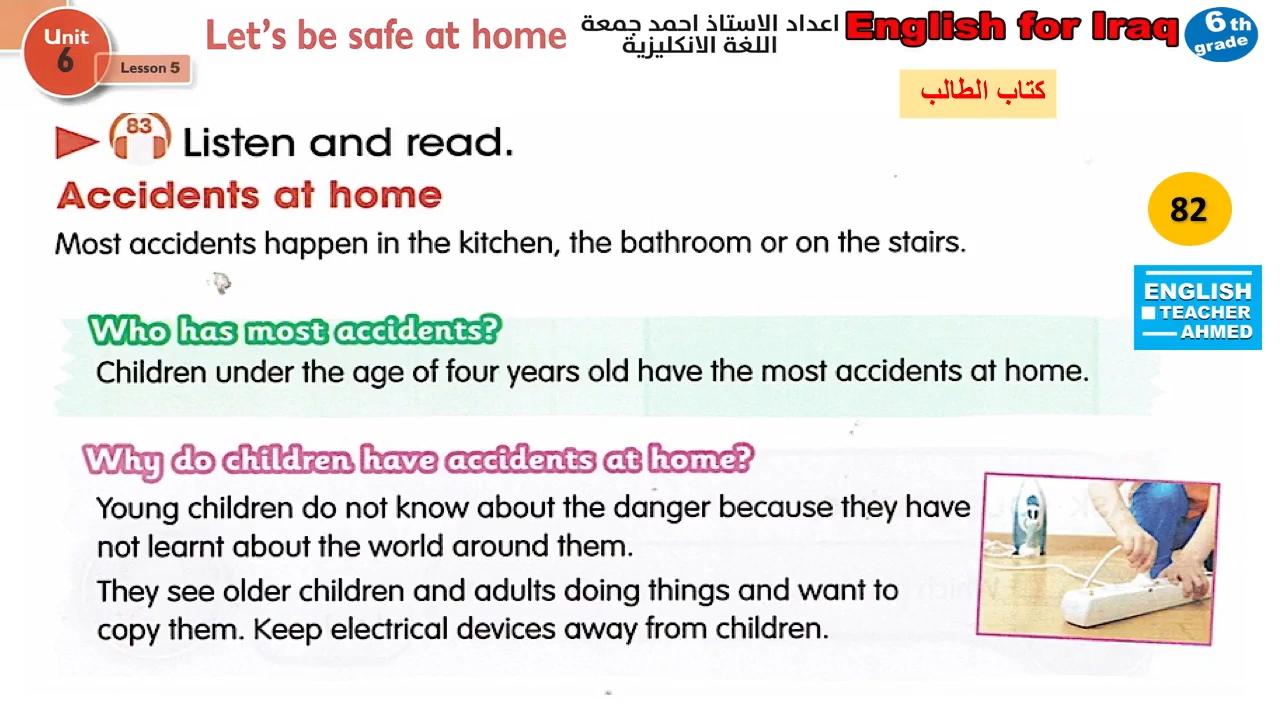 Unit
6
Lesson 5
Let's be safe at home
اعداد الاستاذ احمد جمعة
اللغة الانكليزية
English for Iraq
6 th
grade
كتاب الطالب
83
Listen and read.
Accidents at home
82
Most accidents happen in the kitchen, the bathroom or on the stairs.
ENGLISH
TEACHER
AHMED
Who has most accidents?
Children under the age of four years old have the most accidents at home.
Why do children have accidents at home?
Young children do not know about the danger because they have
not learnt about the world around them.
They see older children and adults doing things and want to
copy them. Keep electrical devices away from children.